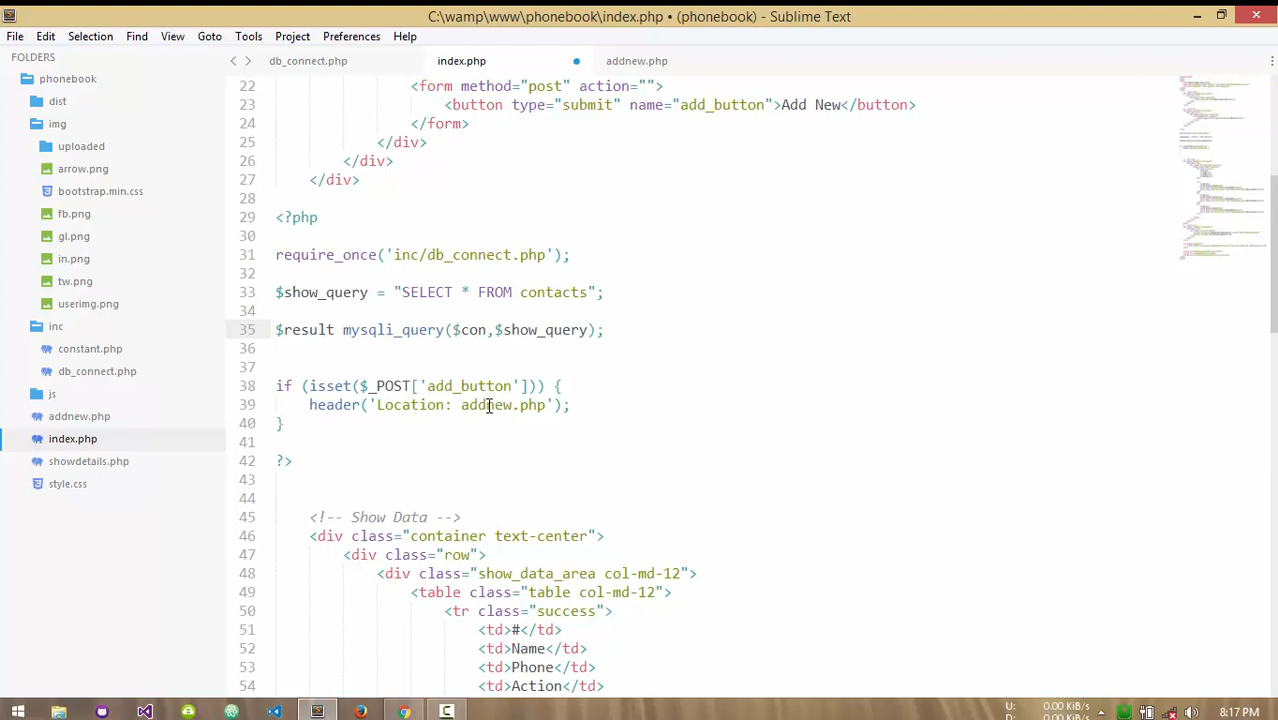 C:\wamp\www\phonebook\index.php • (phonebook) - Sublime Text
File Edit Selection Find View Goto Tools Project Preferences Help
FOLDERS
phonebook
dist
img
uploaded
arrow.png
bootstrap.min.css
fb.png
gl.png
in.png
tw.png
userimg.png
inc
constant.php
db_connect.php
js
addnew.php
index.php
showdetails.php
style.css
db_connect.php index.php addnew.php
22 <form method="post" action="">
23 <button type="submit" name="add_button">Add New</button>
24 </form>
25 </div>
26 </div>
27 </div>
28
29 <?php
30
31 require_once('inc/db_connect.php');
32
33 $show_query = "SELECT * FROM contacts";
34
35 $result mysqli_query($con,$show_query);
36
37
38 if (isset($_POST['add_button'])) {
39 header('Location: addnew.php');
40 }
41
42 ?>
43
44
45 <!-- Show Data -->
46 <div class="container text-center">
47 <div class="row">
48 <div class="show_data_area col-md-12">
49 <table class="table col-md-12">
50 <tr class="success">
51 <td>#</td>
52 <td>Name</td>
53 <td>Phone</td>
54 <td>Action</td>
U: 0.00 KiB/s
D: 0.00 KiB/s
8:17 PM